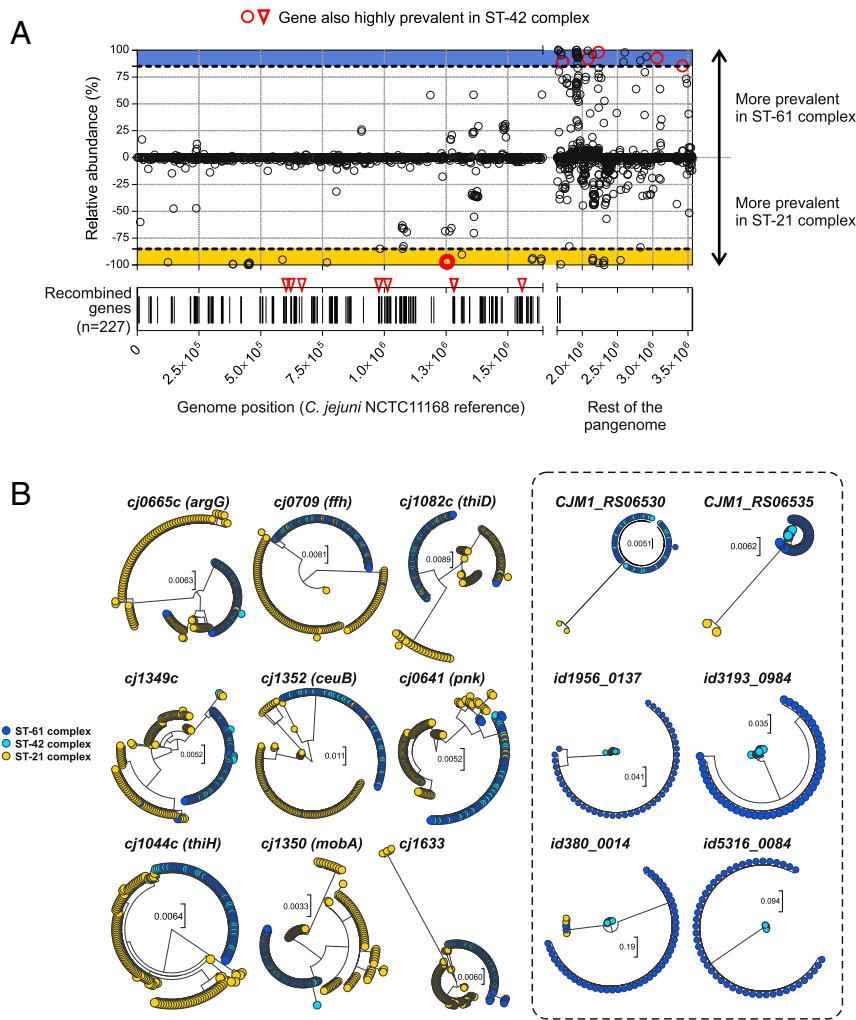 A
Gene also highly prevalent in ST-42 complex
Relative abundance (%)
100
75
50
25
0
-25
-50
-75
-100
More prevalent
in ST-61 complex
More prevalent
in ST-21 complex
Recombined
genes
(n=227)
0
2.5×10⁵
5.0×10⁵
7.5×10⁵
1.0×10⁶
1.3×10⁶
1.5×10⁶
2.0×10⁶
2.5×10⁶
3.0×10⁶
3.5×10⁶
Genome position (C. jejuni NCTC11168 reference)
Rest of the
pangenome
B
cj0665c (argG)
0.0063
cj0709 (ffh)
0.0081
cj1082c (thiD)
0.0089
CJM1_RS06530
0.0051
CJM1_RS06535
0.0062
ST-61 complex
ST-42 complex
ST-21 complex
cj1349c
0.0052
cj1352 (ceuB)
0.011
cj0641 (pnk)
0.0052
id1956_0137
0.041
id3193_0984
0.035
cj1044c (thiH)
0.0064
cj1350 (mobA)
0.0033
cj1633
0.0060
id380_0014
0.19
id5316_0084
0.094